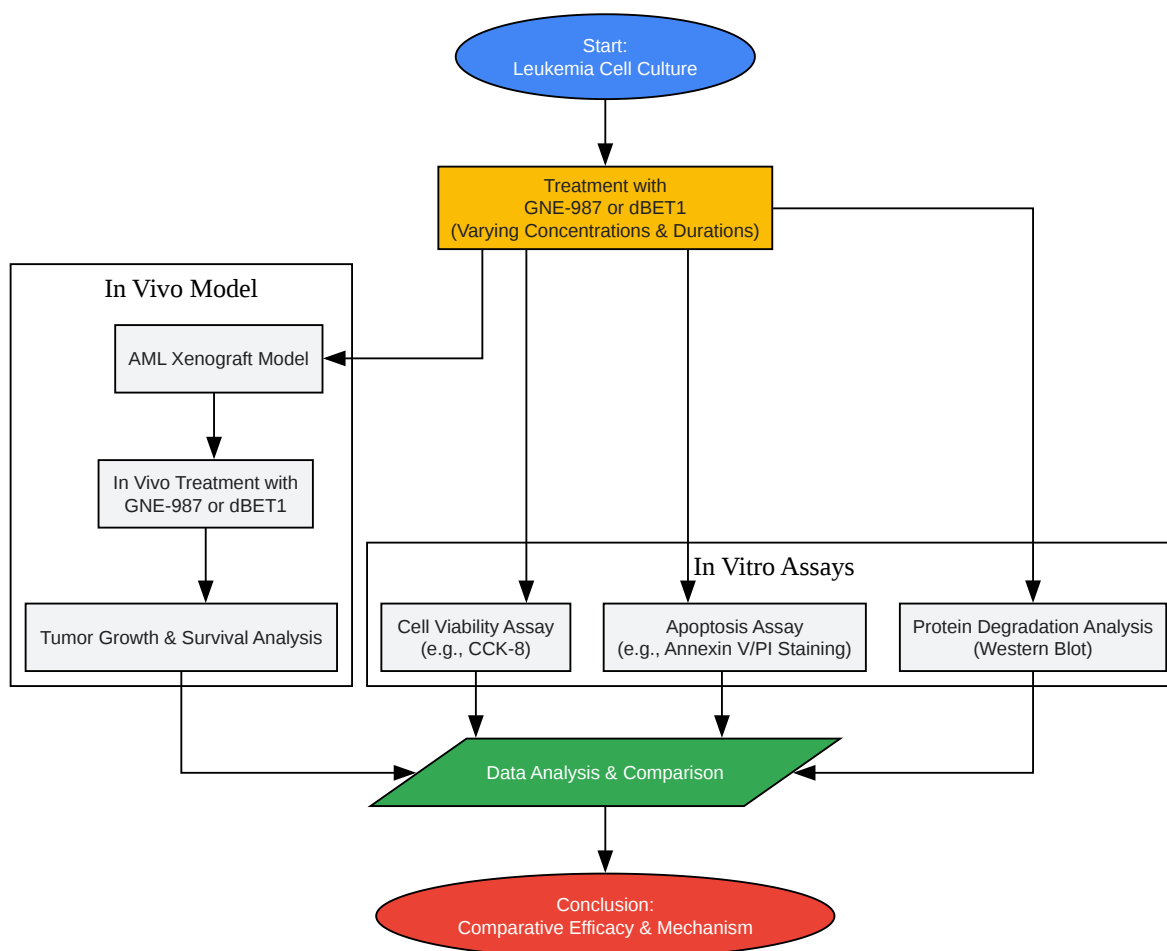 Start:
Leukemia Cell Culture
Treatment with
GNE-987 or dBET1
(Varying Concentrations & Durations)
In Vivo Model
AML Xenograft Model
In Vivo Treatment with
GNE-987 or dBET1
Tumor Growth & Survival Analysis
In Vitro Assays
Cell Viability Assay
(e.g., CCK-8)
Apoptosis Assay
(e.g., Annexin V/PI Staining)
Protein Degradation Analysis
(Western Blot)
Data Analysis & Comparison
Conclusion:
Comparative Efficacy & Mechanism